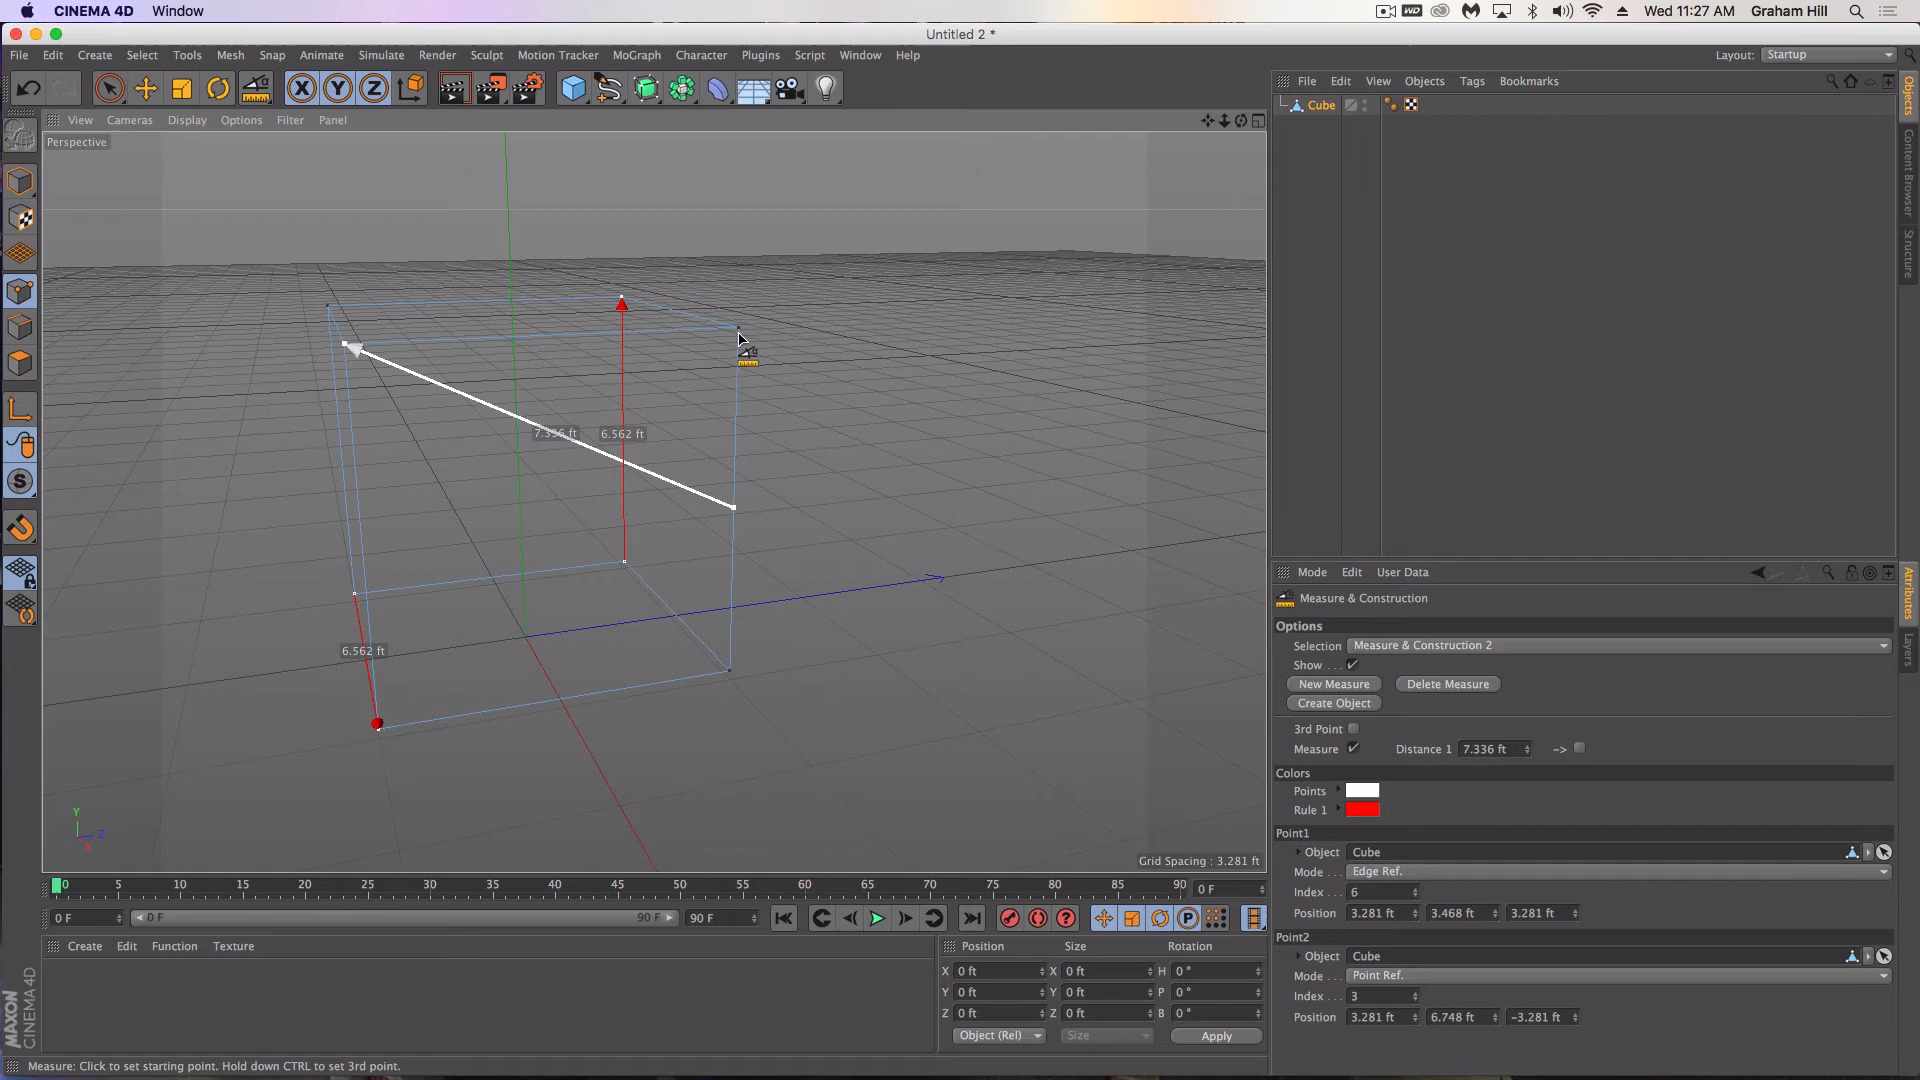 CINEMA 4D Window
Wed 11:27 AM Graham Hill
Untitled 2 *
File Edit Create Select Tools Mesh Snap Animate Simulate Render Sculpt Motion Tracker MoGraph Character Plugins Script Window Help
Layout: Startup
File Edit View Objects Tags Bookmarks
Cube
View Cameras Display Options Filter Panel
Perspective
7.336 ft
6.562 ft
6.562 ft
Y
Z
X
Grid Spacing : 3.281 ft
0 5 10 15 20 25 30 35 40 45 50 55 60 65 70 75 80 85 90
0 F
0 F
0 F
90 F
90 F
Create Edit Function Texture
Position Size Rotation
X 0 ft X 0 ft H 0 °
Y 0 ft Y 0 ft P 0 °
Z 0 ft Z 0 ft B 0 °
Object (Rel) Size Apply
MAXON
CINEMA 4D
Measure: Click to set starting point. Hold down CTRL to set 3rd point.
Mode Edit User Data
Measure & Construction
Options
Selection Measure & Construction 2
Show . . .
New Measure Delete Measure
Create Object
3rd Point
Measure Distance 1 7.336 ft ->
Colors
Points
Rule 1
Point1
Object Cube
Mode . . . Edge Ref.
Index . . . 6
Position 3.281 ft 3.468 ft 3.281 ft
Point2
Object Cube
Mode . . . Point Ref.
Index . . . 3
Position 3.281 ft 6.748 ft -3.281 ft
Objects
Content Browser
Structure
Attributes
Layers